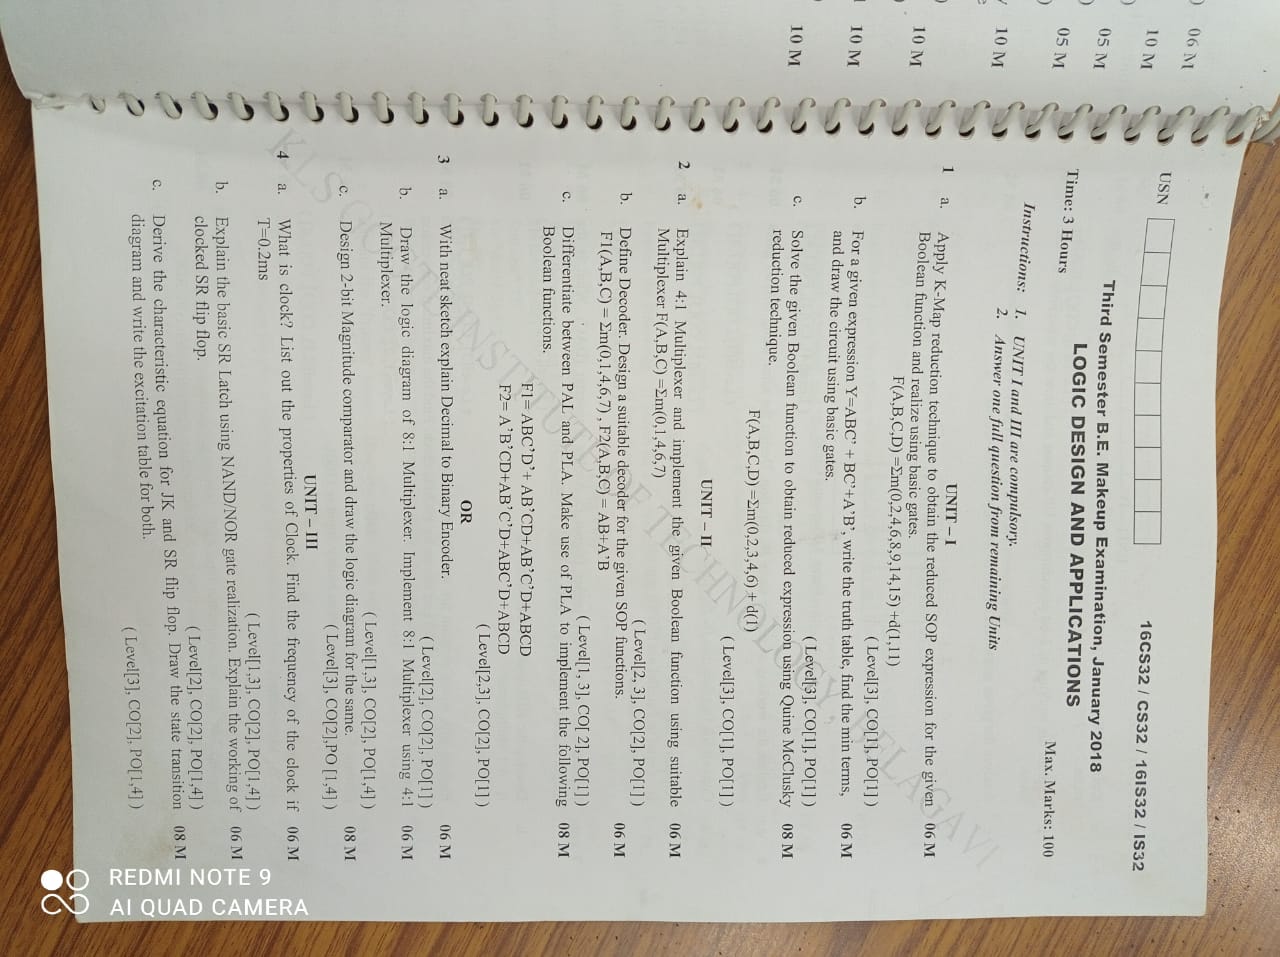 06 M
10 M
05 M
05 M
10 M
10 M
10 M
10 M
USN
16CS32 / CS32 / 16IS32 / IS32
Third Semester B.E. Makeup Examination, January 2018
LOGIC DESIGN AND APPLICATIONS
Time: 3 Hours
Max. Marks: 100
Instructions: 1. UNIT I and III are compulsory.
2. Answer one full question from remaining Units
UNIT – I
1 a. Apply K-Map reduction technique to obtain the reduced SOP expression for the given 06 M
Boolean function and realize using basic gates.
F(A,B,C,D) =Σm(0,2,4,6,8,9,14,15) +d(1,11)
( Level[3], CO[1], PO[1] )
b. For a given expression Y=ABC’ + BC’+A’B’, write the truth table, find the min terms, 06 M
and draw the circuit using basic gates.
( Level[3], CO[1], PO[1] )
c. Solve the given Boolean function to obtain reduced expression using Quine McClusky 08 M
reduction technique.
F(A,B,C,D) =Σm(0,2,3,4,6) + d(1)
( Level[3], CO[1], PO[1] )
UNIT – II
2 a. Explain 4:1 Multiplexer and implement the given Boolean function using suitable 06 M
Multiplexer F(A,B,C) =Σm(0,1,4,6,7)
( Level[2, 3], CO[2], PO[1] )
b. Define Decoder. Design a suitable decoder for the given SOP functions. 06 M
F1(A,B,C) = Σm(0,1,4,6,7) , F2(A,B,C) = AB+A’B
( Level[1, 3], CO[ 2], PO[1] )
c. Differentiate between PAL and PLA. Make use of PLA to implement the following 08 M
Boolean functions.
F1= ABC’D’+ AB’CD+AB’C’D+ABCD
F2= A’B’CD+AB’C’D+ABC’D+ABCD
( Level[2,3], CO[2], PO[1] )
OR
3 a. With neat sketch explain Decimal to Binary Encoder. 06 M
( Level[2], CO[2], PO[1] )
b. Draw the logic diagram of 8:1 Multiplexer. Implement 8:1 Multiplexer using 4:1 06 M
Multiplexer.
( Level[1,3], CO[2], PO[1,4] )
c. Design 2-bit Magnitude comparator and draw the logic diagram for the same. 08 M
( Level[3], CO[2],PO [1,4] )
UNIT – III
4 a. What is clock? List out the properties of Clock. Find the frequency of the clock if 06 M
T=0.2ms
( Level[1,3], CO[2], PO[1,4] )
b. Explain the basic SR Latch using NAND/NOR gate realization. Explain the working of 06 M
clocked SR flip flop.
( Level[2], CO[2], PO[1,4] )
c. Derive the characteristic equation for JK and SR flip flop. Draw the state transition 08 M
diagram and write the excitation table for both.
( Level[3], CO[2], PO[1,4] )
KLS GOGTE INSTITUTE OF TECHNOLOGY, BELAGAVI
REDMI NOTE 9
AI QUAD CAMERA